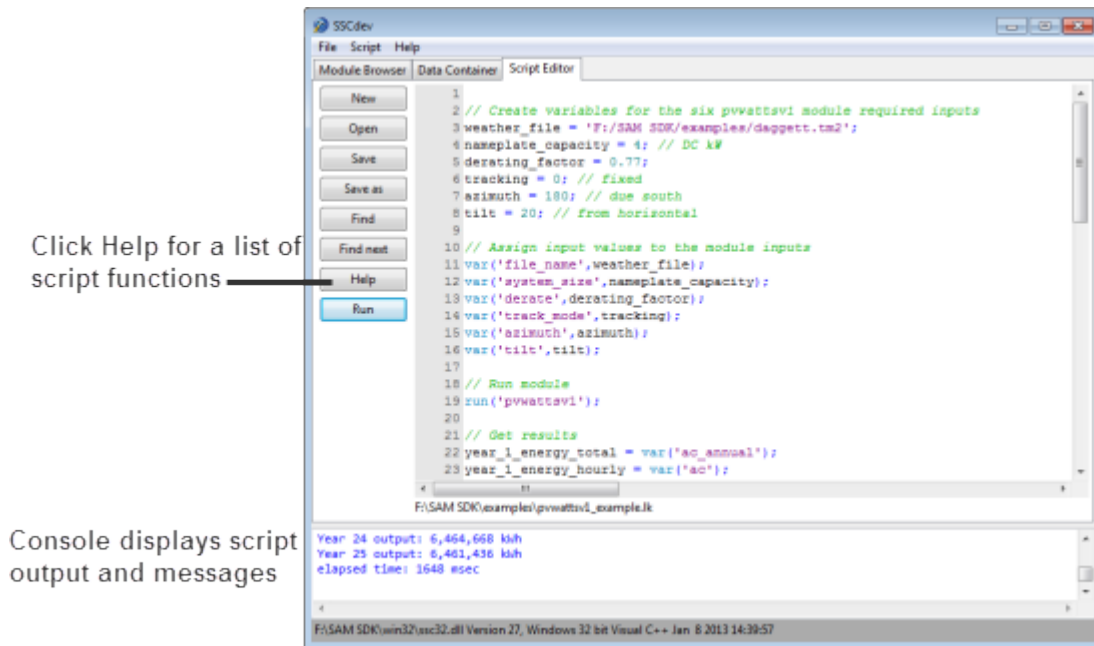 SSCdev
File Script Help
Module Browser Data Container Script Editor
New
Open
Save
Save as
Find
Find next
Help
Run
Click Help for a list of
script functions
1
2 // Create variables for the six pvwattsv1 module required inputs
3 weather_file = 'F:/SAM SDK/examples/daggett.tm2';
4 nameplate_capacity = 4; // DC kW
5 derating_factor = 0.77;
6 tracking = 0; // fixed
7 azimuth = 180; // due south
8 tilt = 20; // from horizontal
9
10 // Assign input values to the module inputs
11 var('file_name',weather_file);
12 var('system_size',nameplate_capacity);
13 var('derate',derating_factor);
14 var('track_mode',tracking);
15 var('azimuth',azimuth);
16 var('tilt',tilt);
17
18 // Run module
19 run('pvwattsv1');
20
21 // Get results
22 year_1_energy_total = var('ac_annual');
23 year_1_energy_hourly = var('ac');
F:\SAM SDK\examples\pvwattsv1_example.lk
Console displays script
output and messages
Year 24 output: 6,464,668 kWh
Year 25 output: 6,461,436 kWh
elapsed time: 1648 msec
F:\SAM SDK\win32\ssc32.dll Version 27, Windows 32 bit Visual C++ Jan 8 2013 14:39:57